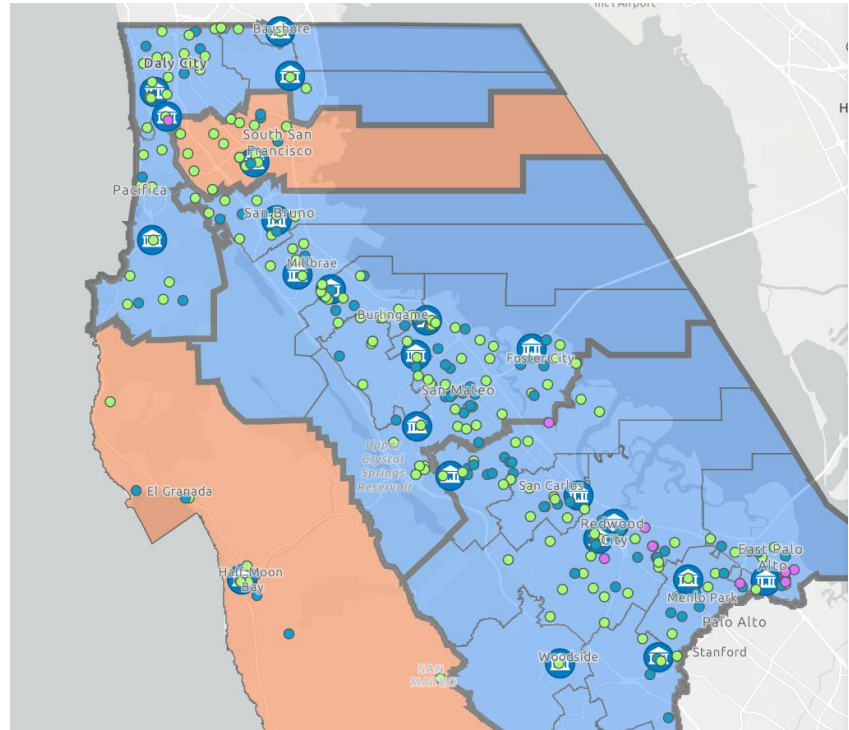 Int'l Airport
Bayshore
Daly City
H
South San
Francisco
Pacifica
San Bruno
Millbrae
Burlingame
Foster City
San Mateo
Upper
Crystal
Springs
Reservoir
El Granada
San Carlos
Redwood
City
East Palo
Alto
Half Moon
Bay
Menlo Park
Palo Alto
Woodside
Stanford
SAN
MATEO